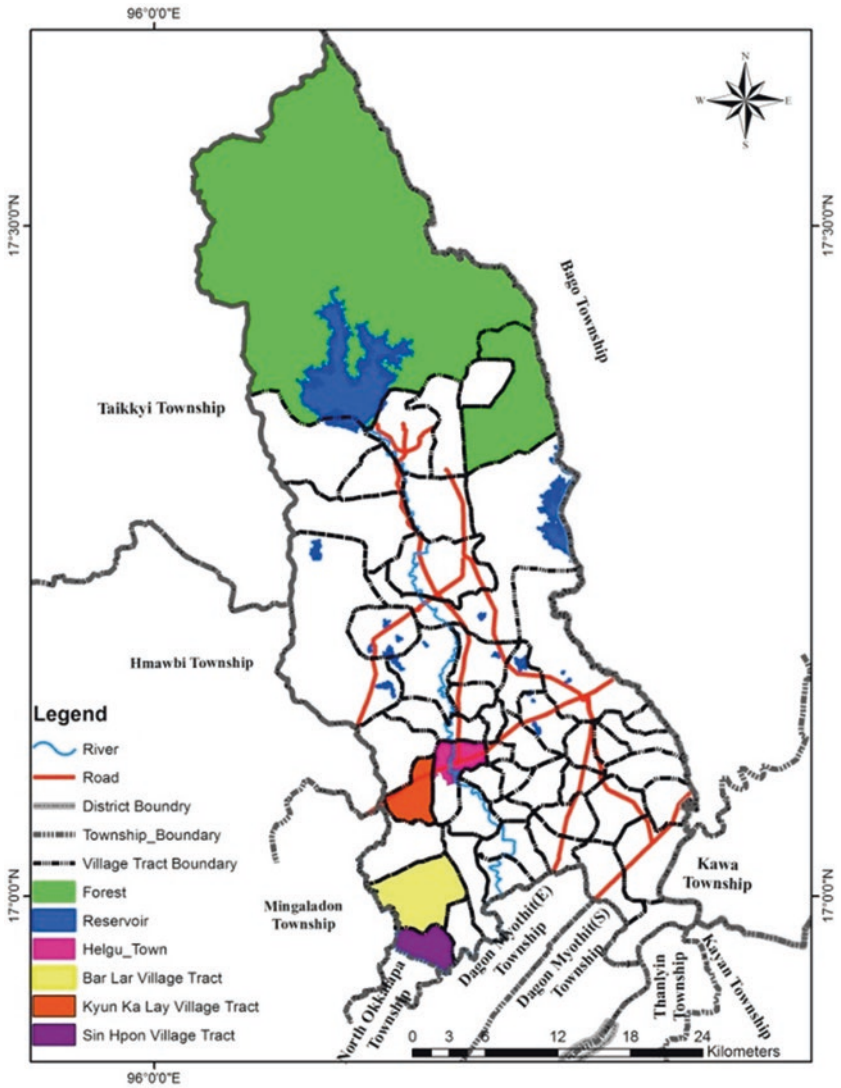 96°0'0"E
N
W E
S
17°30'0"N
17°30'0"N
Bago Township
Taikkyi Township
Hmawbi Township
Legend
River
Road
District Boundry
Township_Boundary
Village Tract Boundary
Forest
Reservoir
Helgu_Town
Bar Lar Village Tract
Kyun Ka Lay Village Tract
Sin Hpon Village Tract
17°0'0"N
17°0'0"N
Mingaladon
Township
Kawa
Township
North Okkalapa
Township
Dagon Myothit(E)
Township
Dagon Myothit(S)
Township
Thanlyin
Township
Kayan Township
0 3 6 12 18 24
Kilometers
96°0'0"E